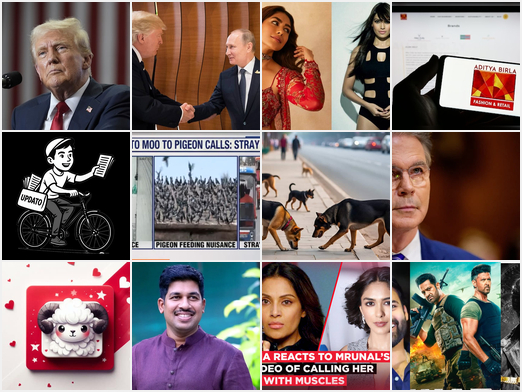 ADITYA BIRLA
FASHION & RETAIL
UPDATO
TO MOO TO PIGEON CALLS: STRAY
PIGEON FEEDING NUISANCE
STRAY
A REACTS TO MRUNAL'S
DEO OF CALLING HER
WITH MUSCLES